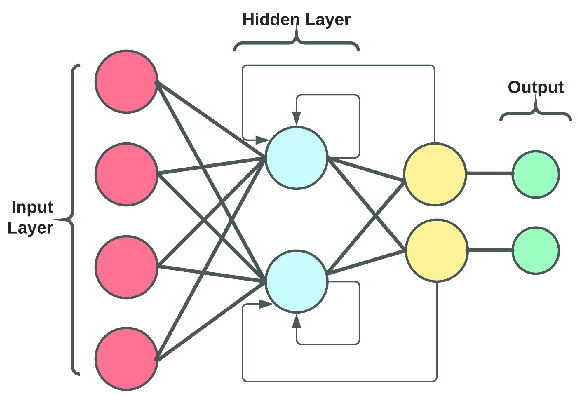 Hidden Layer
Output
Input
Layer